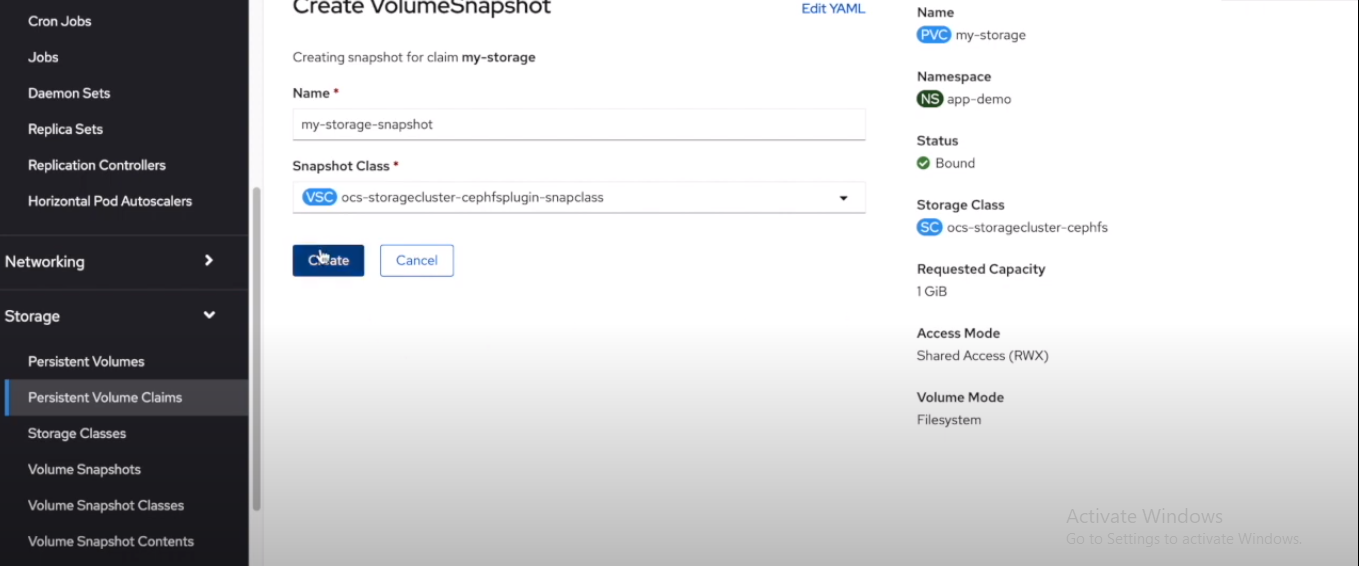 Cron Jobs
Jobs
Daemon Sets
Replica Sets
Replication Controllers
Horizontal Pod Autoscalers
Networking
Storage
Persistent Volumes
Persistent Volume Claims
Storage Classes
Volume Snapshots
Volume Snapshot Classes
Volume Snapshot Contents
Create VolumeSnapshot
Edit YAML
Creating snapshot for claim my-storage
Name *
my-storage-snapshot
Snapshot Class *
VSC ocs-storagecluster-cephfsplugin-snapclass
Create Cancel
Name
PVC my-storage
Namespace
NS app-demo
Status
Bound
Storage Class
SC ocs-storagecluster-cephfs
Requested Capacity
1 GiB
Access Mode
Shared Access (RWX)
Volume Mode
Filesystem
Activate Windows
Go to Settings to activate Windows.